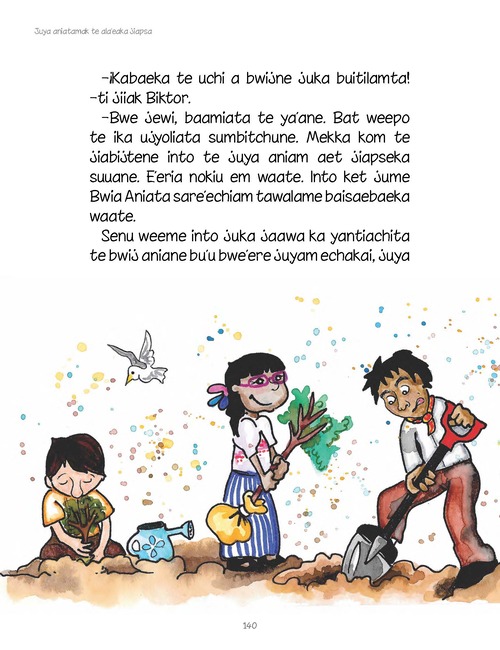 Juya aniatamak te ala'eaka jiapsa
–¡Kabaeka te uchi a bwijne juka buitilamta!
–ti jiiak Biktor.
–Bwe jewi, baamiata te ya'ane. Bat weepo
te ika ujyoliata sumbitchune. Mekka kom te
jiabijtene into te juya aniam aet jiapseka
suuane. E'eria nokiu em waate. Into ket jume
Bwia Aniata sare'echiam tawalame baisaebaeka
waate.
Senu weeme into juka jaawa ka yantiachita
te bwij aniane bu'u bwe'ere juyam echakai, juya
140